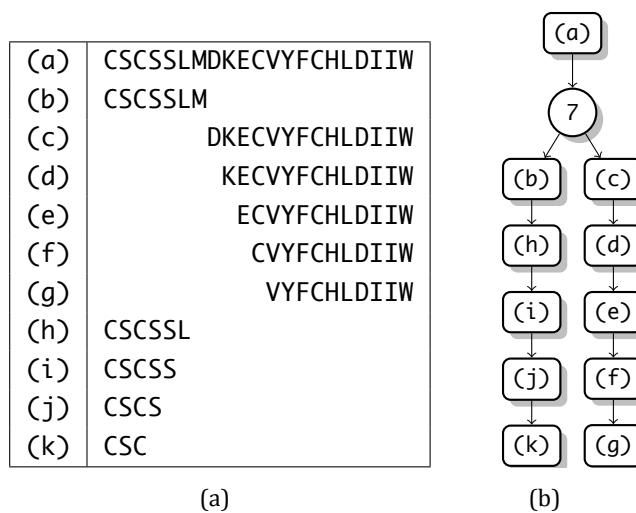 (a) CSCSSLMDKECVYFCHLDIIW
(b) CSCSSLM
(c) DKECVYFCHLDIIW
(d) KECVYFCHLDIIW
(e) ECVYFCHLDIIW
(f) CVYFCHLDIIW
(g) VYFCHLDIIW
(h) CSCSSL
(i) CSCSS
(j) CSCS
(k) CSC
(a)
(a)
7
(b) (c)
(h) (d)
(i) (e)
(j) (f)
(k) (g)
(b)